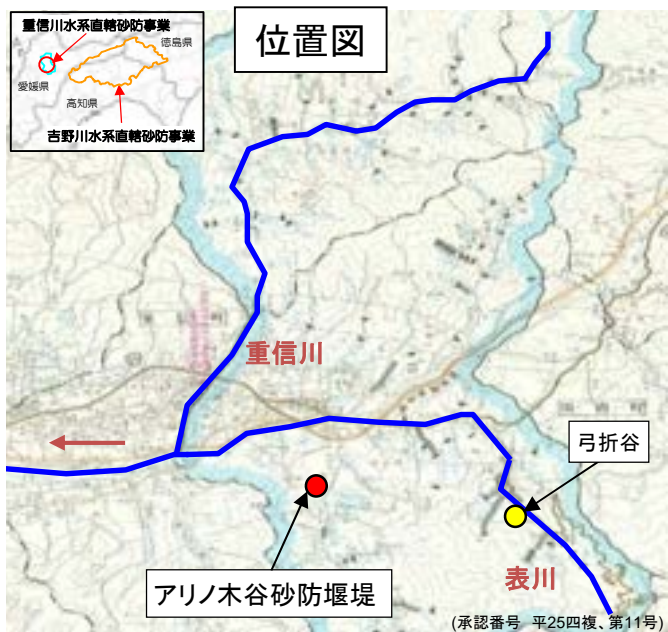 位置図
重信川水系直轄砂防事業
徳島県
愛媛県
高知県
吉野川水系直轄砂防事業
重信川
弓折谷
アリノ木谷砂防堰堤
表川
(承認番号 平25四複、第11号)